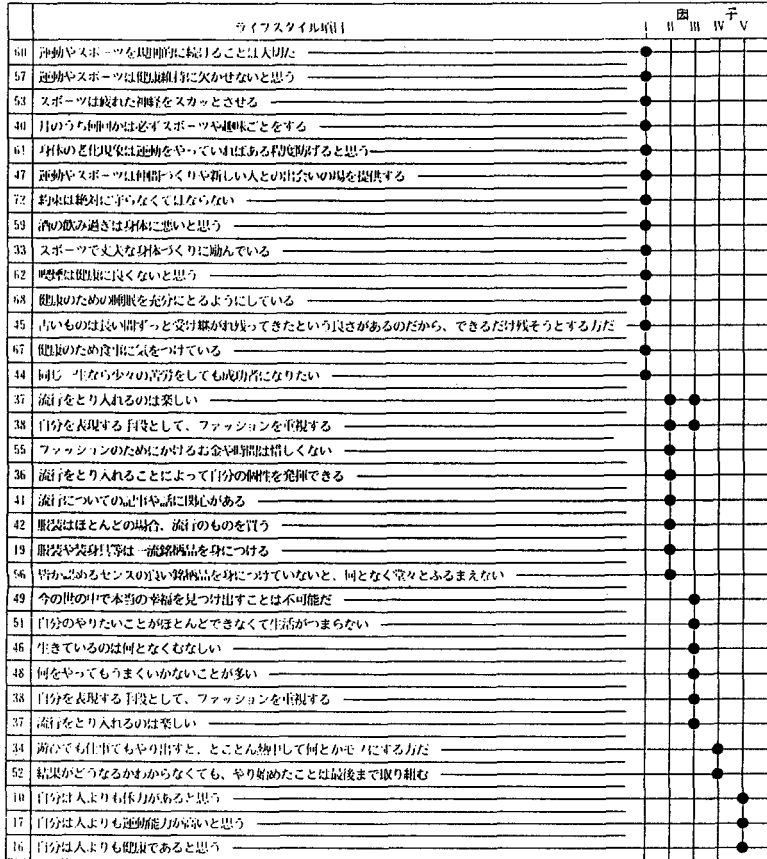 因　子
ライフスタイル項目
I II III IV V
60 運動やスポーツを規則的に続けることは大切だ
57 運動やスポーツは健康維持に欠かせないと思う
53 スポーツは疲れた神経をスカッとさせる
40 月のうち何回かは必ずスポーツや趣味ごとをする
61 身体の老化現象は運動をやっていればある程度防げると思う
47 運動やスポーツは仲間づくりや新しい人との出会いの場を提供する
72 約束は絶対に守らなくてはならない
59 酒の飲み過ぎは身体に悪いと思う
33 スポーツで丈夫な身体づくりに励んでいる
62 喫煙は健康に良くないと思う
68 健康のための睡眠を充分にとるようにしている
45 古いものは長い間ずっと受け継がれ残ってきたという良さがあるのだから、できるだけ残そうとする方だ
67 健康のため食事に気をつけている
44 同じ一生なら少々の苦労をしても成功者になりたい
37 流行をとり入れるのは楽しい
38 自分を表現する手段として、ファッションを重視する
55 ファッションのためにかけるお金や時間は惜しくない
36 流行をとり入れることによって自分の個性を発揮できる
41 流行についての記事や話に関心がある
42 服装はほとんどの場合、流行のものを買う
19 服装や装身具等は一流銘柄品を身につける
56 皆が認めるセンスの良い銘柄品を身につけていないと、何となく堂々とふるまえない
49 今の世の中で本当の幸福を見つけ出すことは不可能だ
51 自分のやりたいことがほとんどできなくて生活がつまらない
46 生きているのは何となくむなしい
48 何をやってもうまくいかないことが多い
38 自分を表現する手段として、ファッションを重視する
37 流行をとり入れるのは楽しい
34 遊びでも仕事でもやり出すと、とことん熱中して何とかモノにする方だ
52 結果がどうなるかわからなくても、やり始めたことは最後まで取り組む
10 自分は人よりも体力があると思う
17 自分は人よりも運動能力が高いと思う
16 自分は人よりも健康であると思う